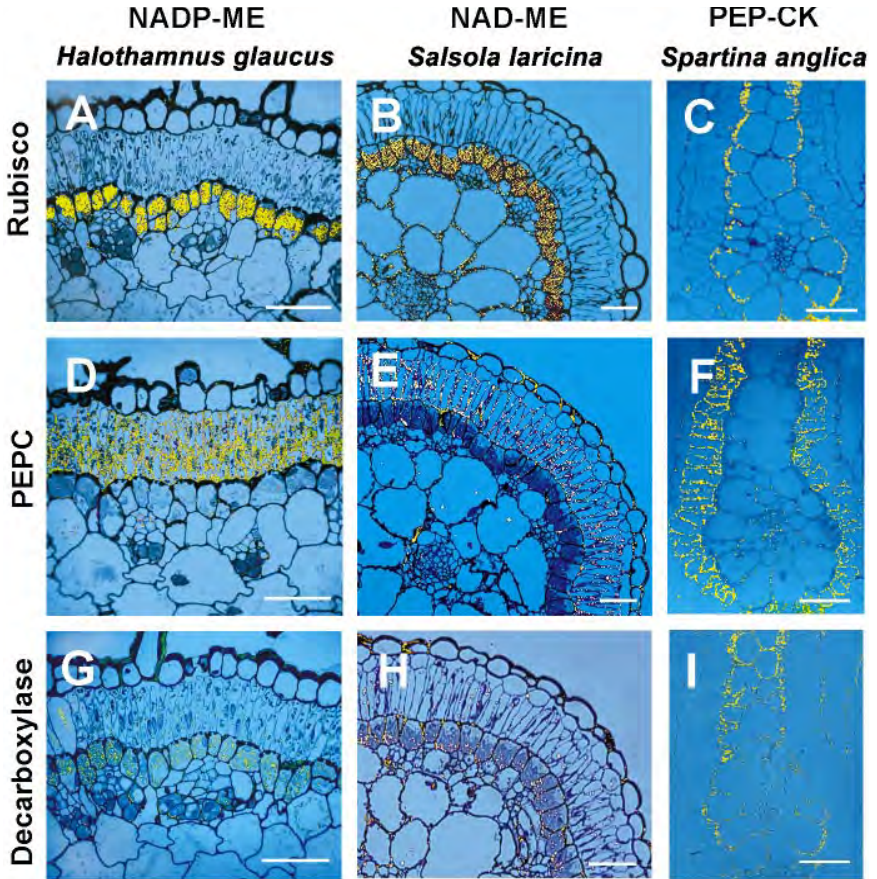 NADP-ME NAD-ME PEP-CK
Halothamnus glaucus Salsola laricina Spartina anglica
Rubisco A B C
PEPC D E F
Decarboxylase G H I